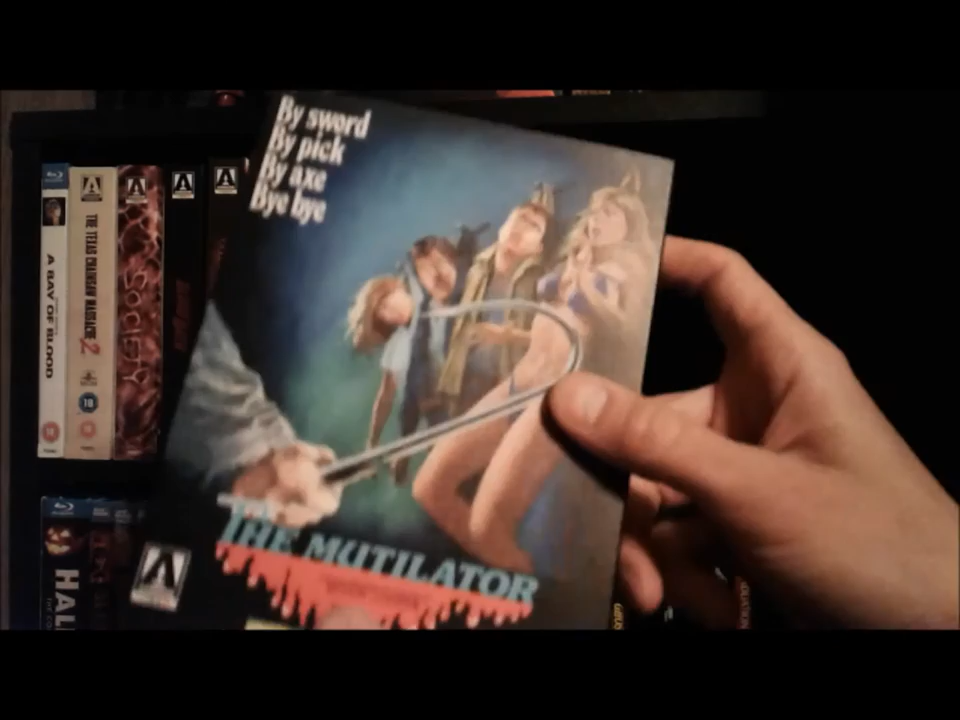 By sword
By pick
By axe
Bye bye
THE MUTILATOR
A BAY OF BLOOD
THE TEXAS CHAINSAW MASSACRE 2
18
SOCIETY
HAL